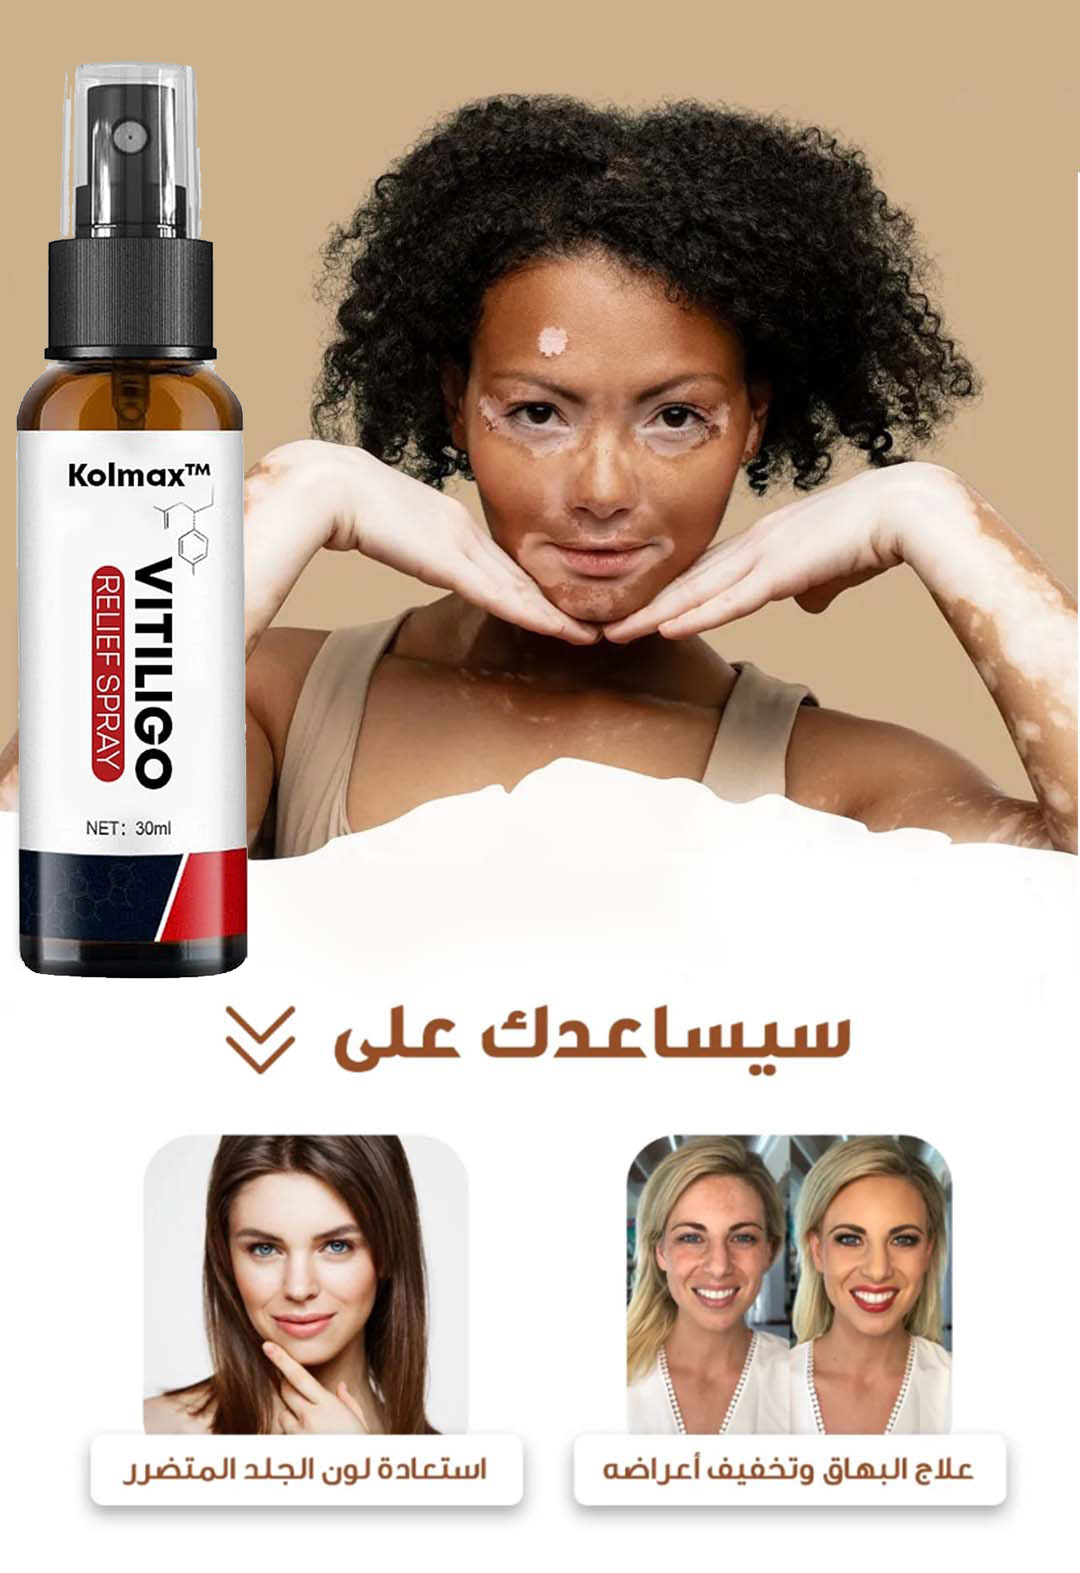 Kolmax™
VITILIGO
RELIEF SPRAY
NET: 30ml
سيساعدك على
علاج البهاق وتخفيف أعراضه
استعادة لون الجلد المتضرر